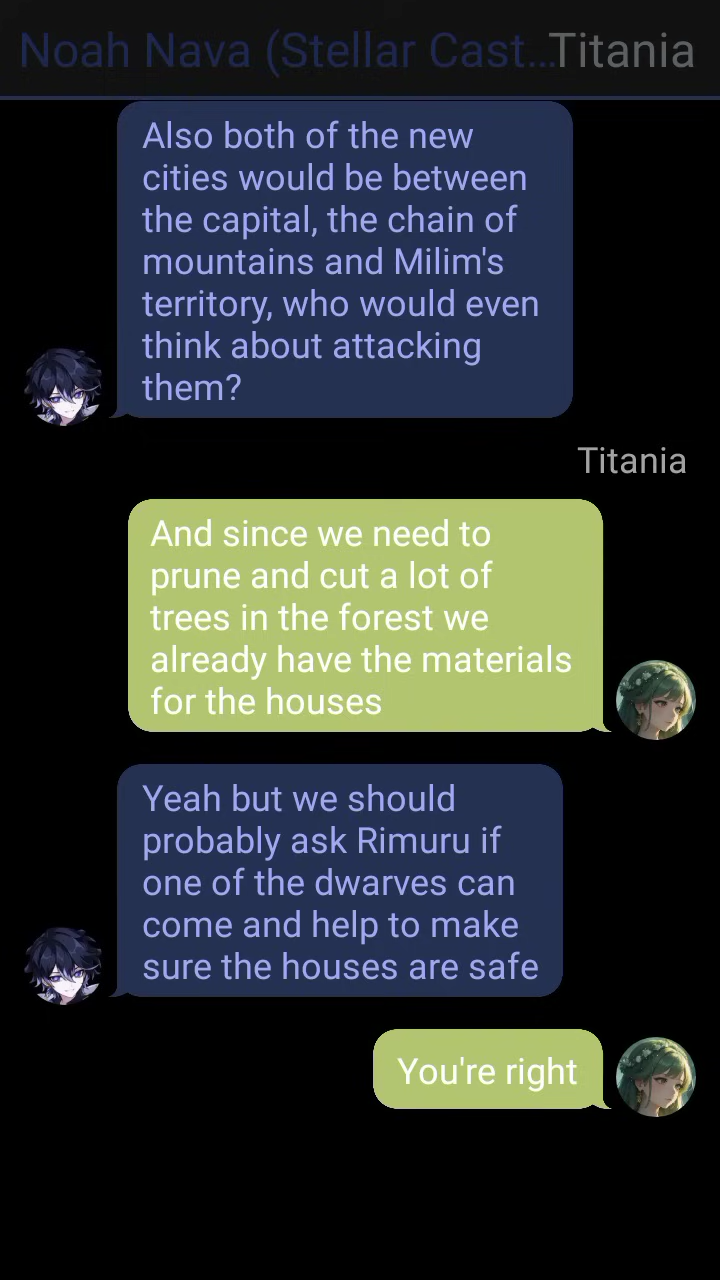 Noah Nava (Stellar Cast... Titania
Also both of the new
cities would be between
the capital, the chain of
mountains and Milim's
territory, who would even
think about attacking
them?
Titania
And since we need to
prune and cut a lot of
trees in the forest we
already have the materials
for the houses
Yeah but we should
probably ask Rimuru if
one of the dwarves can
come and help to make
sure the houses are safe
You're right